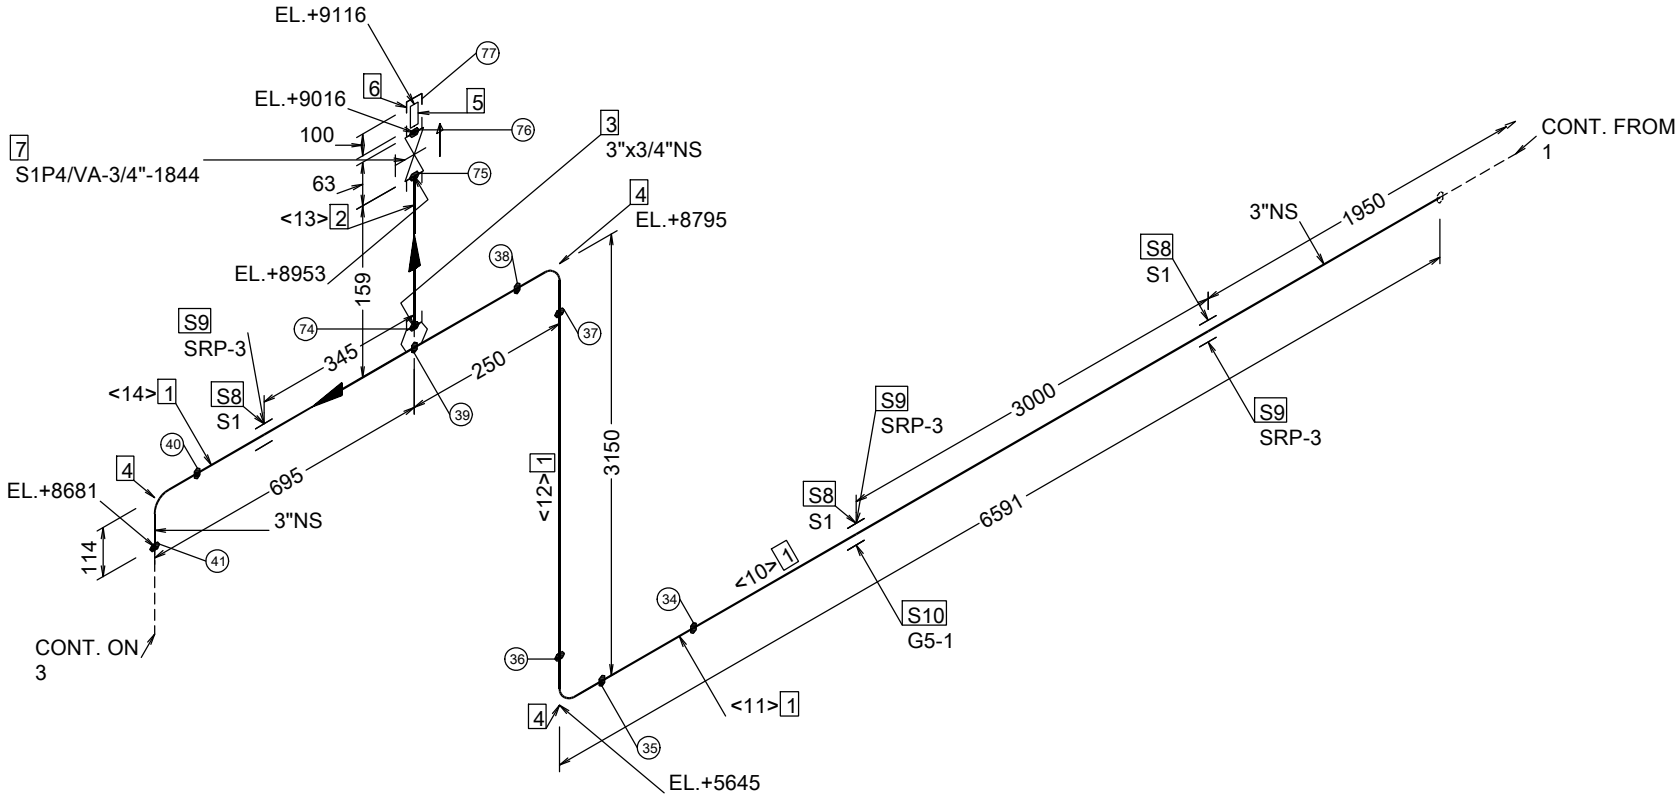 EL.+9116
77
6
5
EL.+9016
100
76
3
3"x3/4"NS
7
S1P4/VA-3/4"-1844
63
75
<13> 2
4
EL.+8795
EL.+8953
159
38
74
S9
SRP-3
345
250
37
<14> 1
S8
S1
39
40
695
4
EL.+8681
3"NS
114
41
CONT. ON
3
CONT. FROM
1
1950
3"NS
S8
S1
3000
S9
SRP-3
S9
SRP-3
3150
<12> 1
S8
S1
6591
<10> 1
S10
G5-1
34
36
<11> 1
4
35
EL.+5645